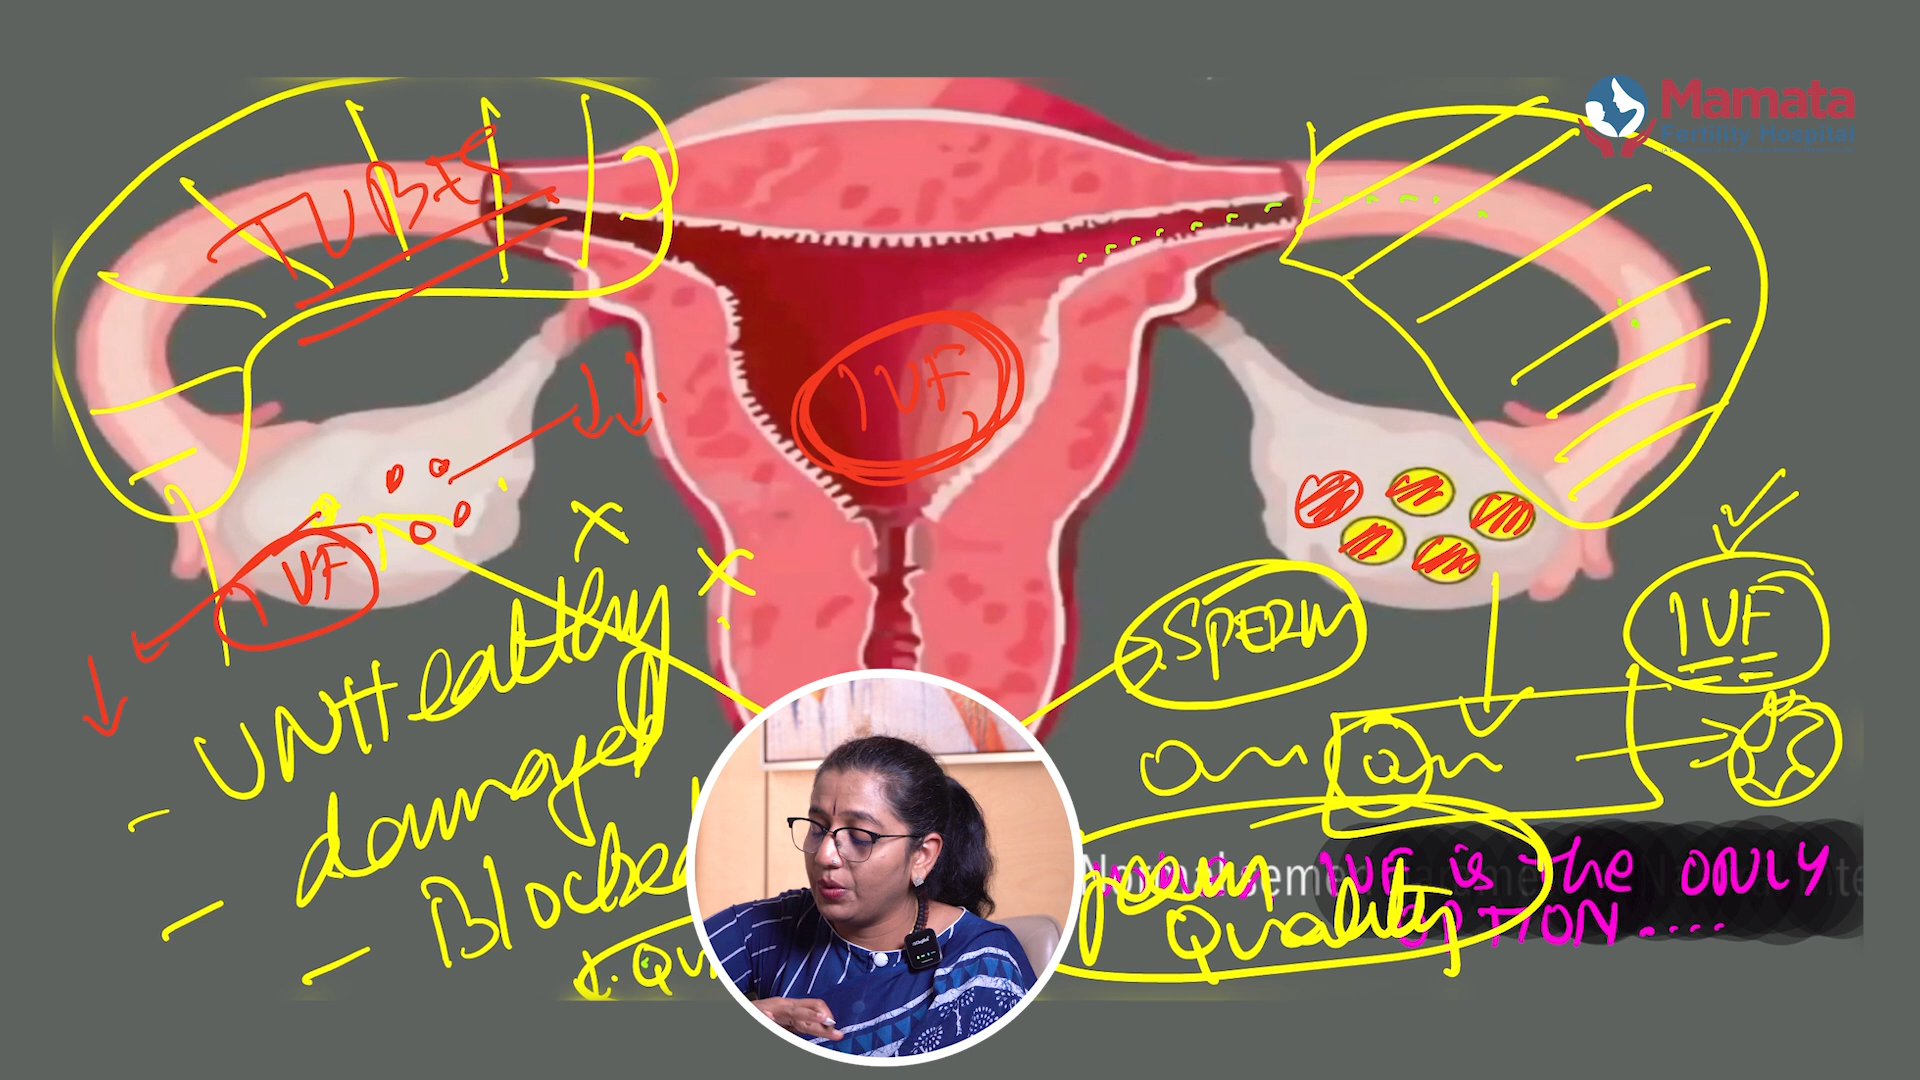 Mamata
Fertility Hospital
TUBES
IVF
IVF
SPERM
IVF
- UNHealthy
- damaged
- Blocked
IVF is the ONLY
OPTION ....
Quality